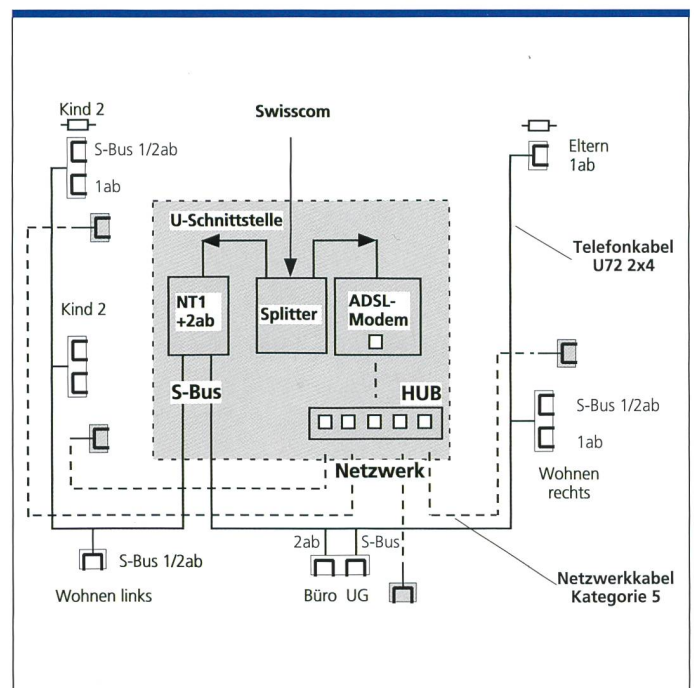 Kind 2
Swisscom
S-Bus 1/2ab
1ab
Eltern
1ab
U-Schnittstelle
Telefonkabel
U72 2x4
Kind 2
NT1
+2ab
Splitter
ADSL-
Modem
S-Bus
HUB
S-Bus 1/2ab
1ab
Wohnen
rechts
Netzwerk
2ab
S-Bus
S-Bus 1/2ab
Wohnen links
Büro UG
Netzwerkkabel
Kategorie 5